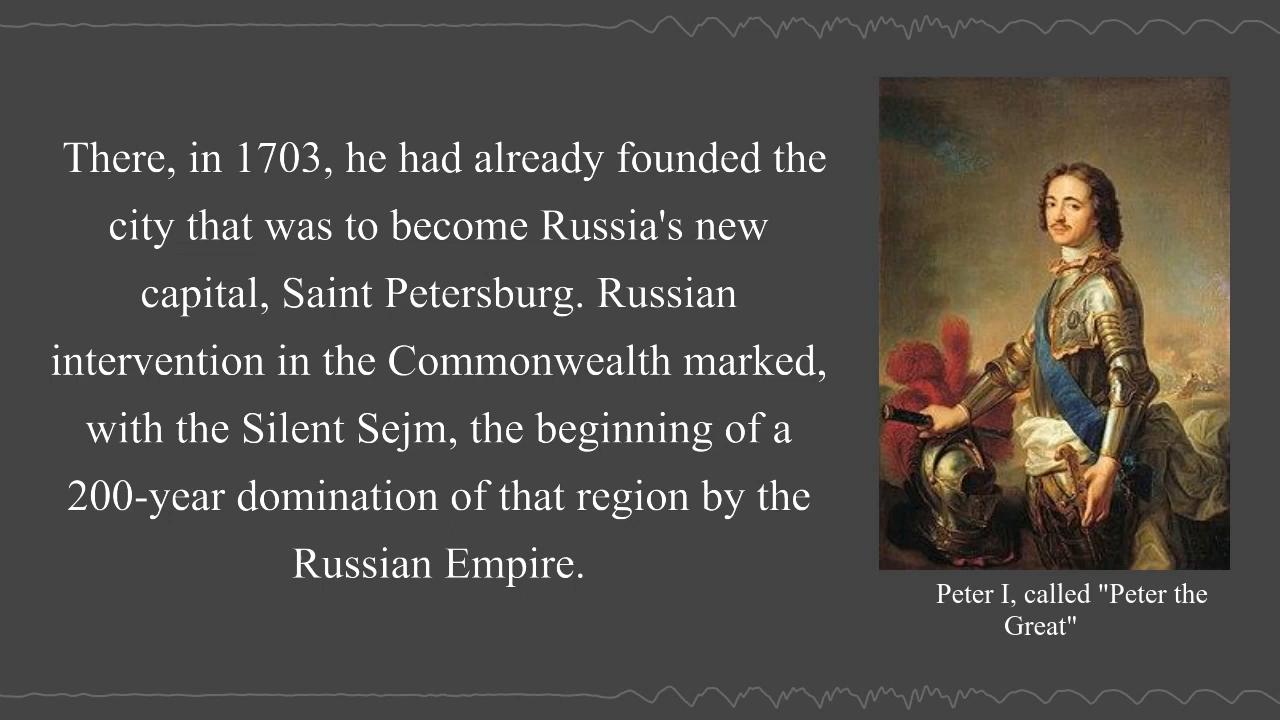 There, in 1703, he had already founded the
city that was to become Russia's new
capital, Saint Petersburg. Russian
intervention in the Commonwealth marked,
with the Silent Sejm, the beginning of a
200-year domination of that region by the
Russian Empire.
Peter I, called "Peter the
Great"